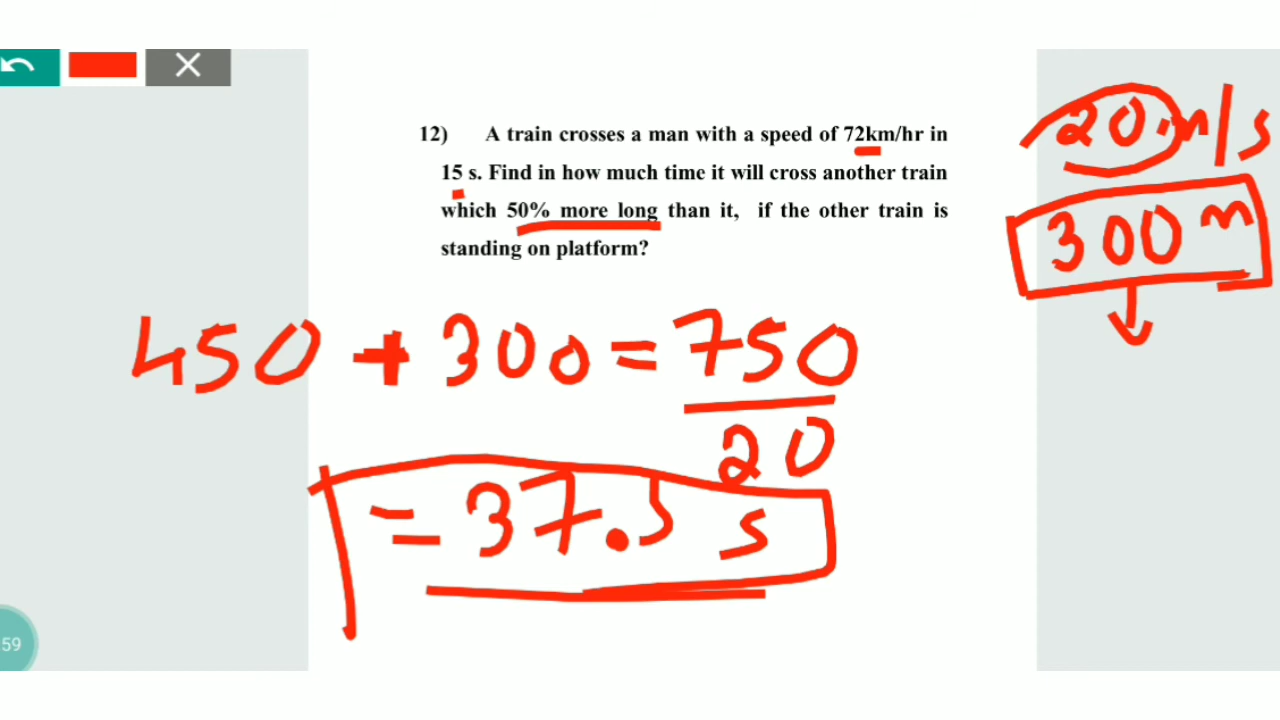 12) A train crosses a man with a speed of 72km/hr in
15 s. Find in how much time it will cross another train
which 50% more long than it, if the other train is
standing on platform?
20 m/s
300 m
450 + 300 = 750
20
= 37.5 s
59